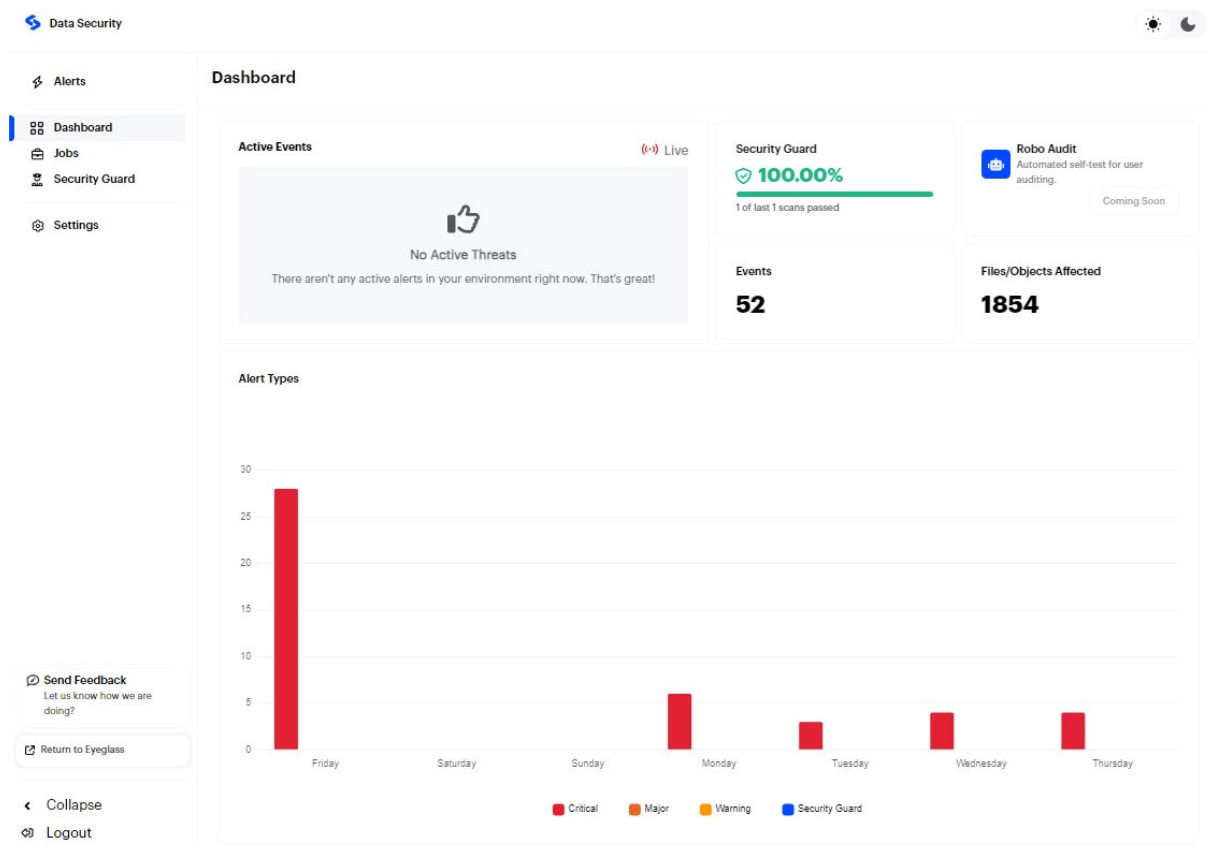 Data Security
Alerts
Dashboard
Jobs
Security Guard
Settings
Send Feedback
Let us know how we are
doing?
Return to Eyeglass
Collapse
Logout
Dashboard
Active Events
Live
No Active Threats
There aren't any active alerts in your environment right now. That's great!
Security Guard
100.00%
1 of last 1 scans passed
Robo Audit
Automated self-test for user
auditing.
Coming Soon
Events
52
Files/Objects Affected
1854
Alert Types
30
25
20
15
10
5
0
Friday Saturday Sunday Monday Tuesday Wednesday Thursday
Critical Major Warning Security Guard